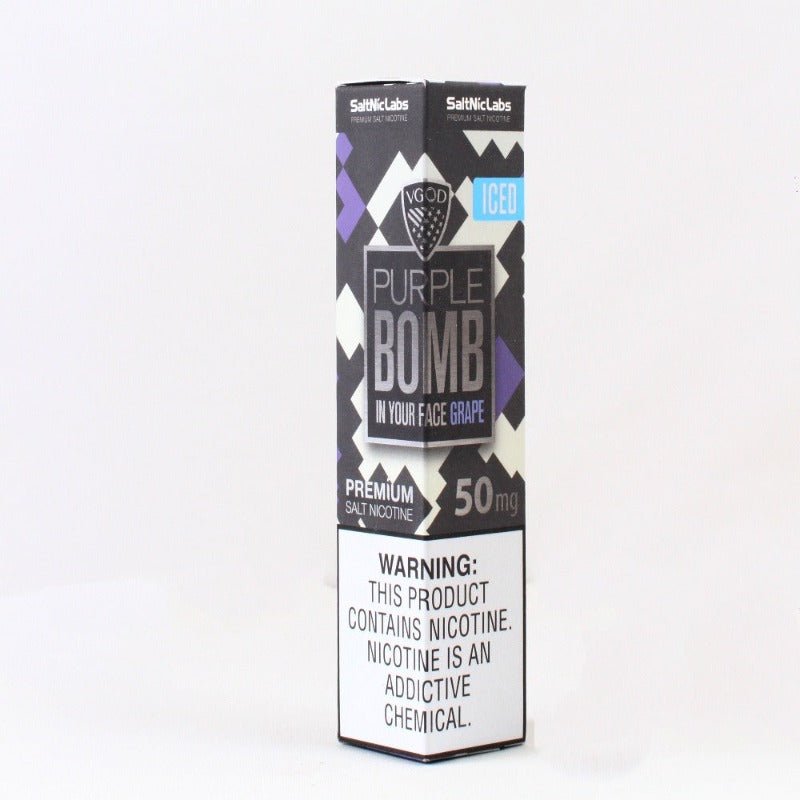 SaltNicLabs
PREMIUM SALT NICOTINE
SaltNicLabs
PREMIUM SALT NICOTINE
ICED
VGOD
PURPLE
BOMB
IN YOUR FACE GRAPE
PREMIUM
SALT NICOTINE
50mg
WARNING:
THIS PRODUCT
CONTAINS NICOTINE.
NICOTINE IS AN
ADDICTIVE
CHEMICAL.